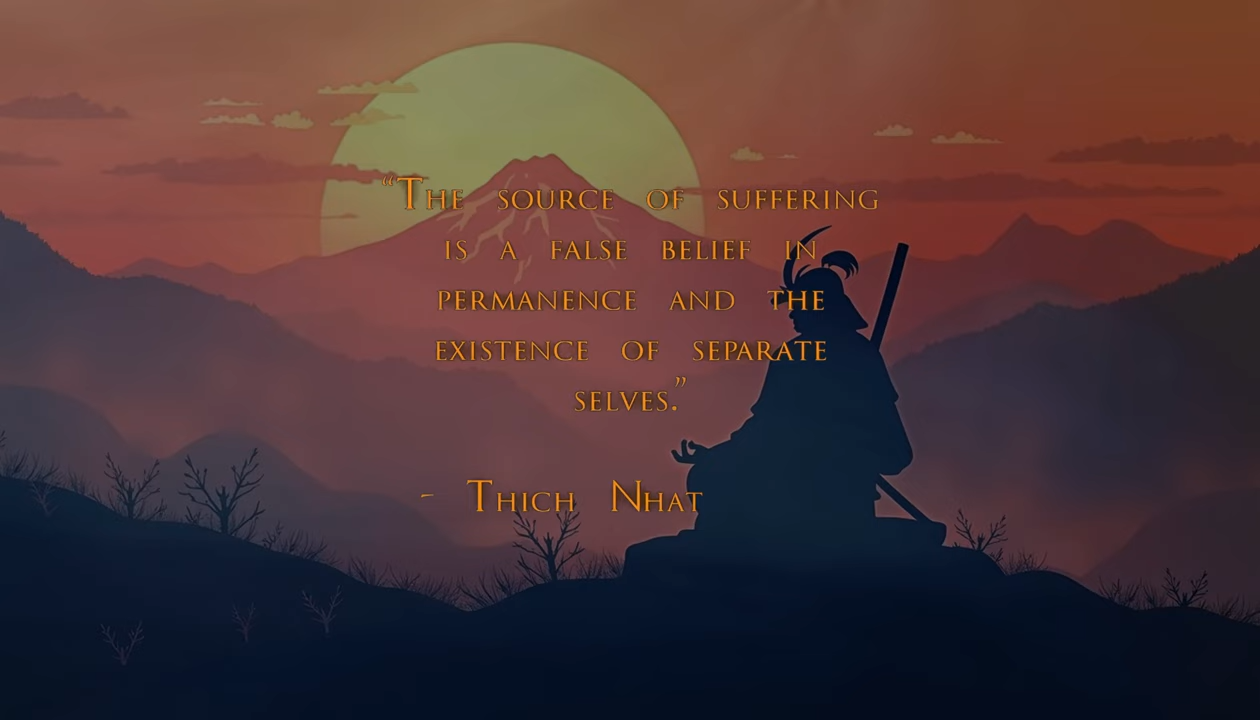 “The source of suffering
is a false belief in
permanence and the
existence of separate
selves.”
- Thich Nhat